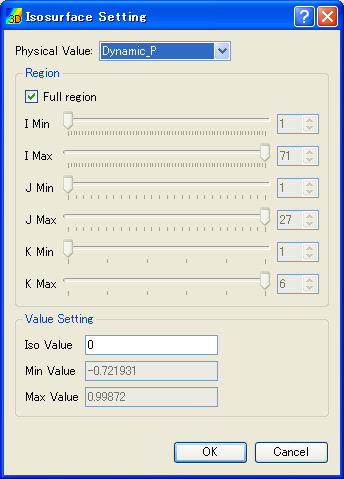 3D Isosurface Setting
Physical Value: Dynamic_P
Region
Full region
I Min 1
I Max 71
J Min 1
J Max 27
K Min 1
K Max 6
Value Setting
Iso Value 0
Min Value -0.721931
Max Value 0.99872
OK Cancel